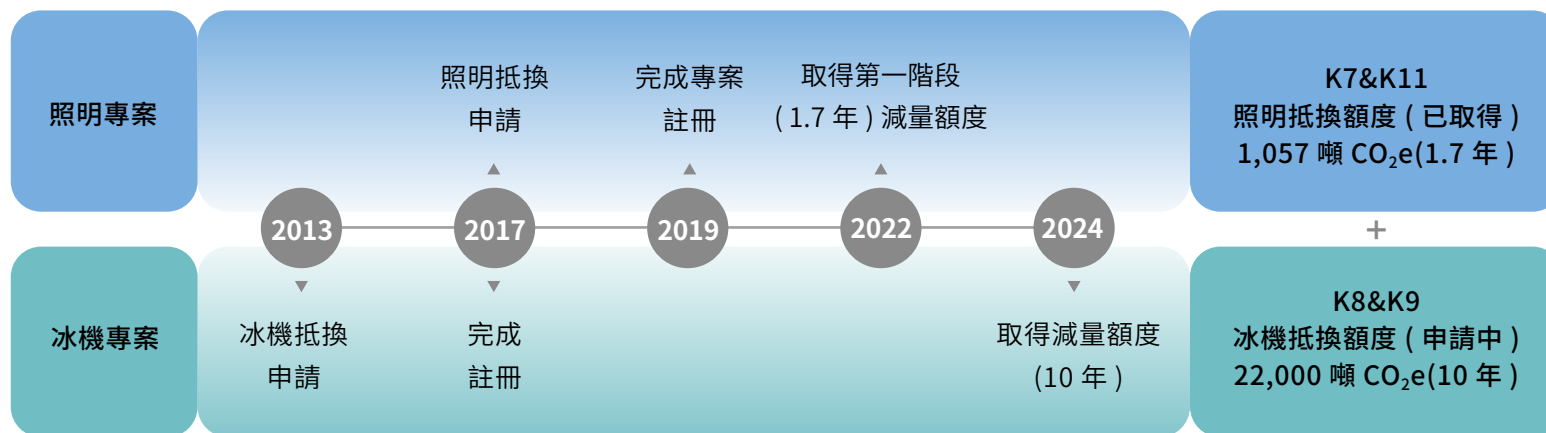 照明專案
照明抵換
申請
完成專案
註冊
取得第一階段
( 1.7 年 ) 減量額度
K7&K11
照明抵換額度 ( 已取得 )
1,057 噸 CO₂e(1.7 年 )
2013
2017
2019
2022
2024
+
冰機專案
冰機抵換
申請
完成
註冊
取得減量額度
(10 年 )
K8&K9
冰機抵換額度 ( 申請中 )
22,000 噸 CO₂e(10 年 )